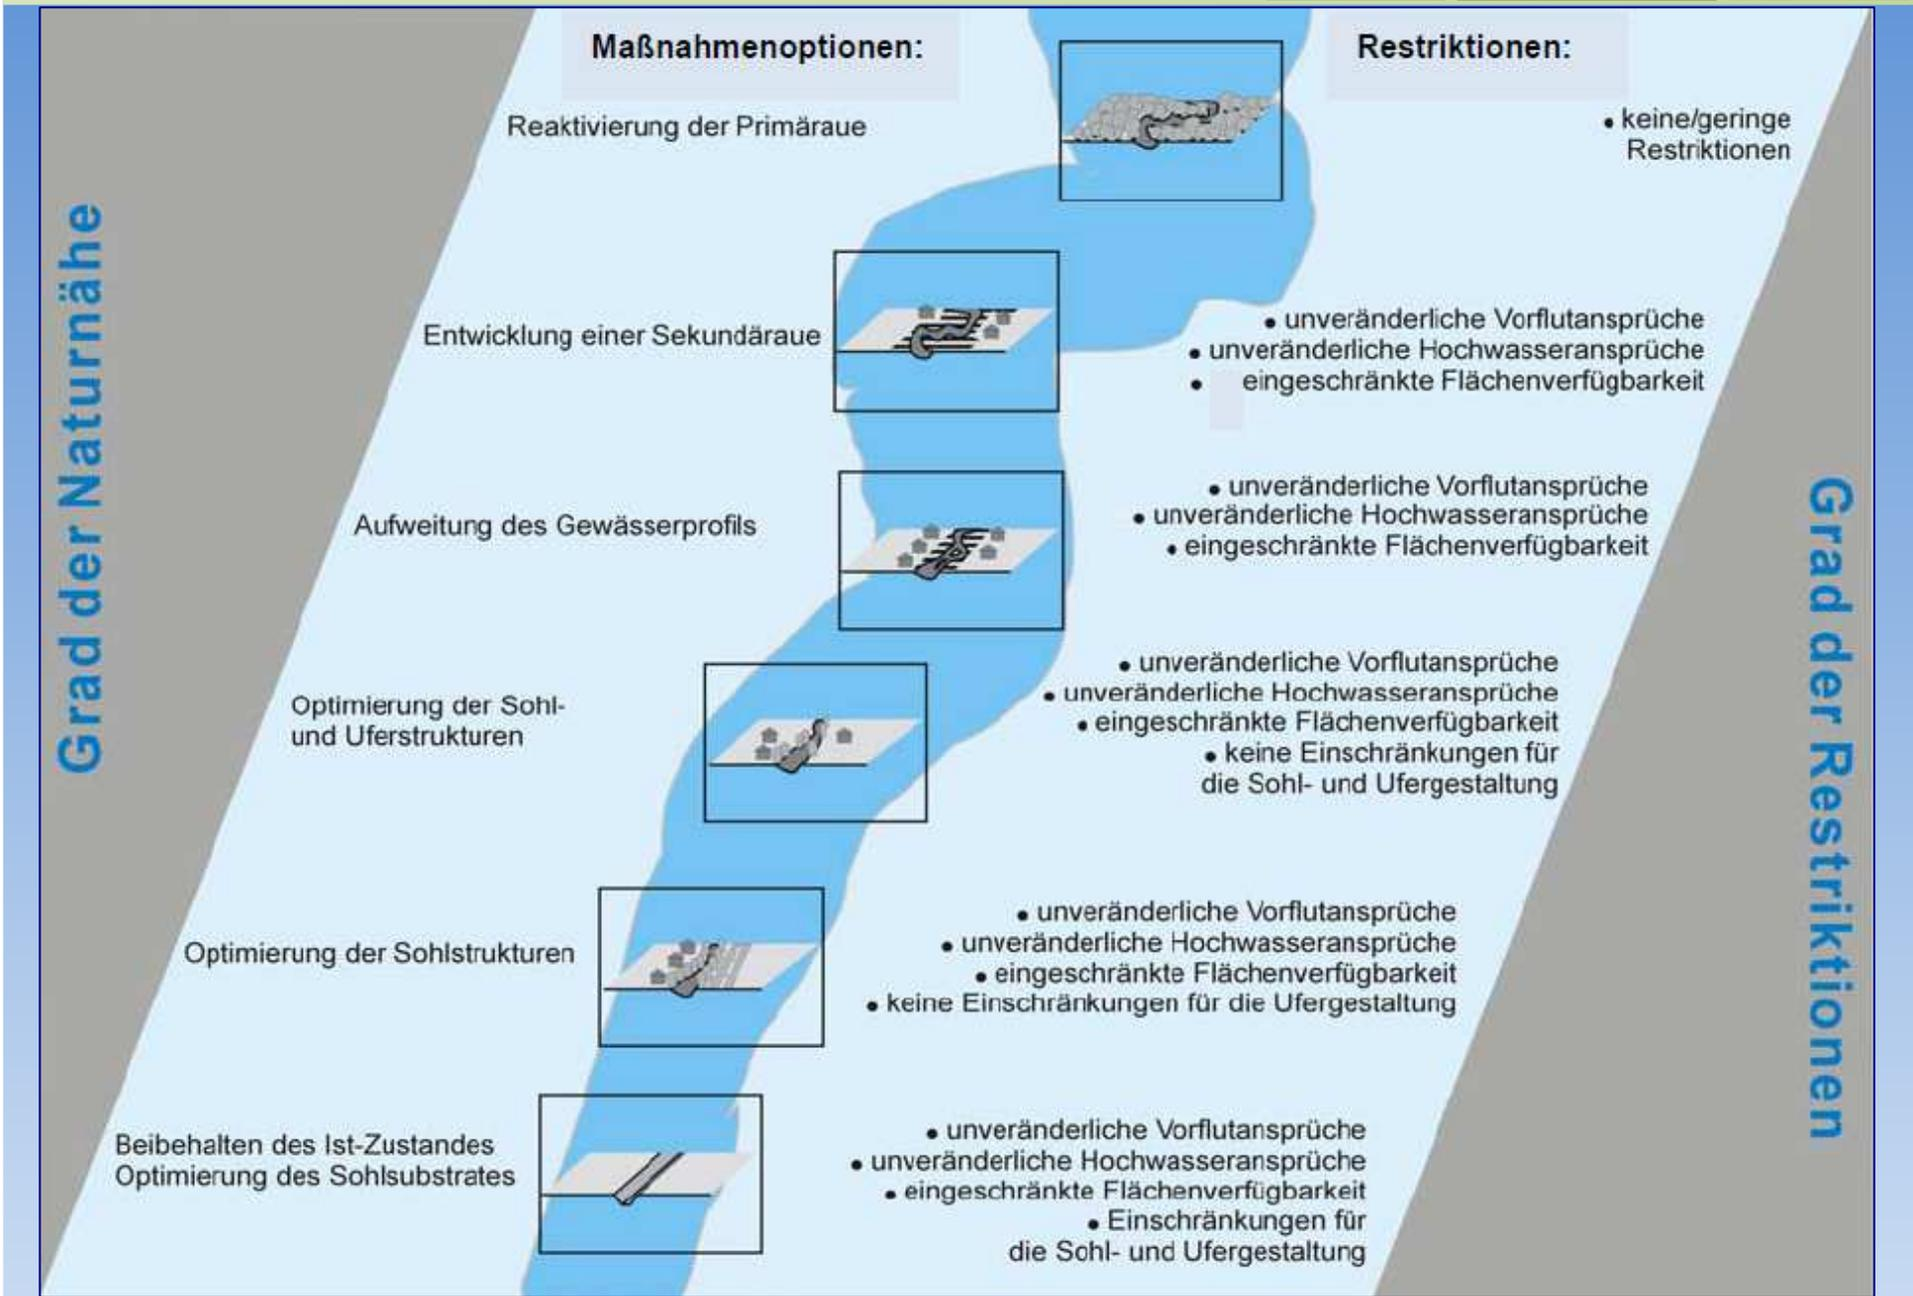 Maßnahmenoptionen:
Restriktionen:
Reaktivierung der Primäraue
• keine/geringe
Restriktionen
Grad der Naturnähe
Entwicklung einer Sekundäraue
• unveränderliche Vorflutansprüche
• unveränderliche Hochwasseransprüche
• eingeschränkte Flächenverfügbarkeit
Aufweitung des Gewässerprofils
• unveränderliche Vorflutansprüche
• unveränderliche Hochwasseransprüche
• eingeschränkte Flächenverfügbarkeit
Grad der Restriktionen
Optimierung der Sohl-
und Uferstrukturen
• unveränderliche Vorflutansprüche
• unveränderliche Hochwasseransprüche
• eingeschränkte Flächenverfügbarkeit
• keine Einschränkungen für
die Sohl- und Ufergestaltung
Optimierung der Sohlstrukturen
• unveränderliche Vorflutansprüche
• unveränderliche Hochwasseransprüche
• eingeschränkte Flächenverfügbarkeit
• keine Einschränkungen für die Ufergestaltung
Beibehalten des Ist-Zustandes
Optimierung des Sohlsubstrates
• unveränderliche Vorflutansprüche
• unveränderliche Hochwasseransprüche
• eingeschränkte Flächenverfügbarkeit
• Einschränkungen für
die Sohl- und Ufergestaltung